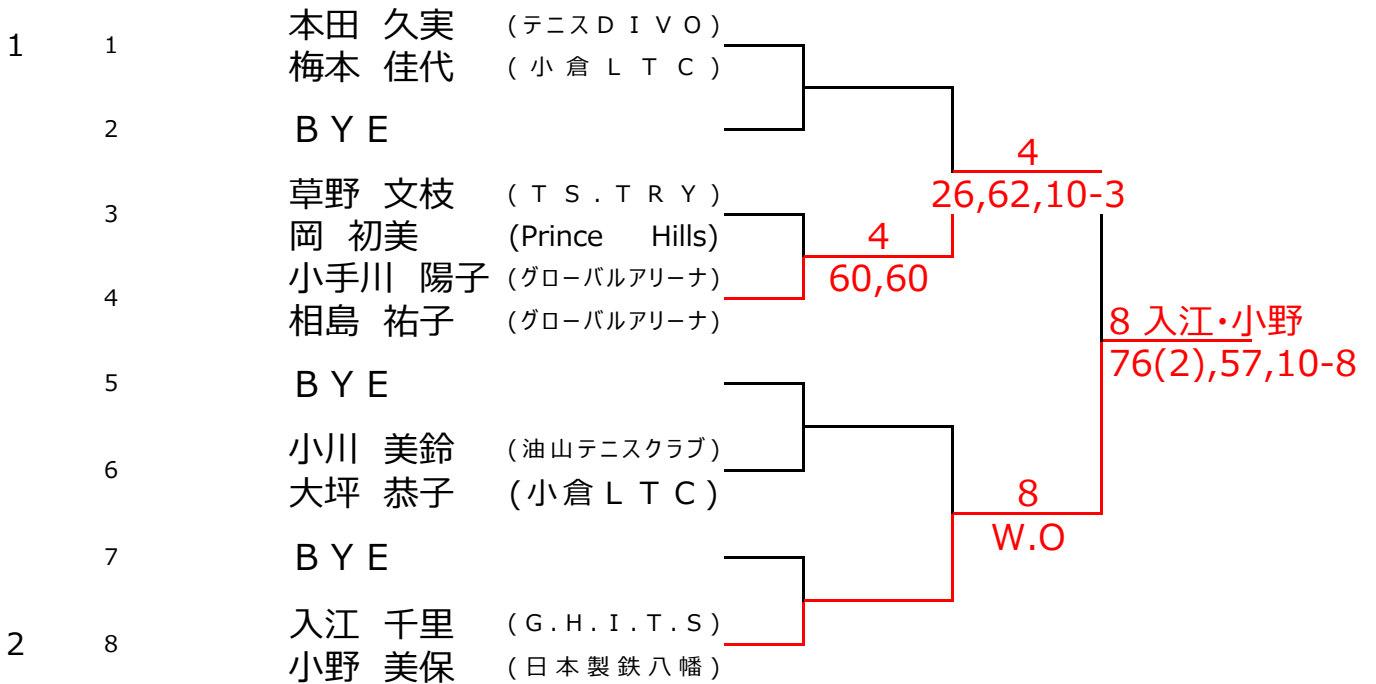 本田 久実 (テニスＤＩＶＯ)
1 1
梅本 佳代 (小倉ＬＴＣ)
2 ＢＹＥ
4
26,62,10-3
草野 文枝 (ＴＳ．ＴＲＹ)
3
岡 初美 (Prince Hills)
4
60,60
小手川 陽子 (グローバルアリーナ)
4
相島 祐子 (グローバルアリーナ)
8 入江・小野
76(2),57,10-8
5 ＢＹＥ
小川 美鈴 (油山テニスクラブ)
6
大坪 恭子 (小倉ＬＴＣ)
8
W.O
7 ＢＹＥ
入江 千里 (Ｇ.Ｈ.Ｉ.Ｔ.Ｓ)
2 8
小野 美保 (日本製鉄八幡)